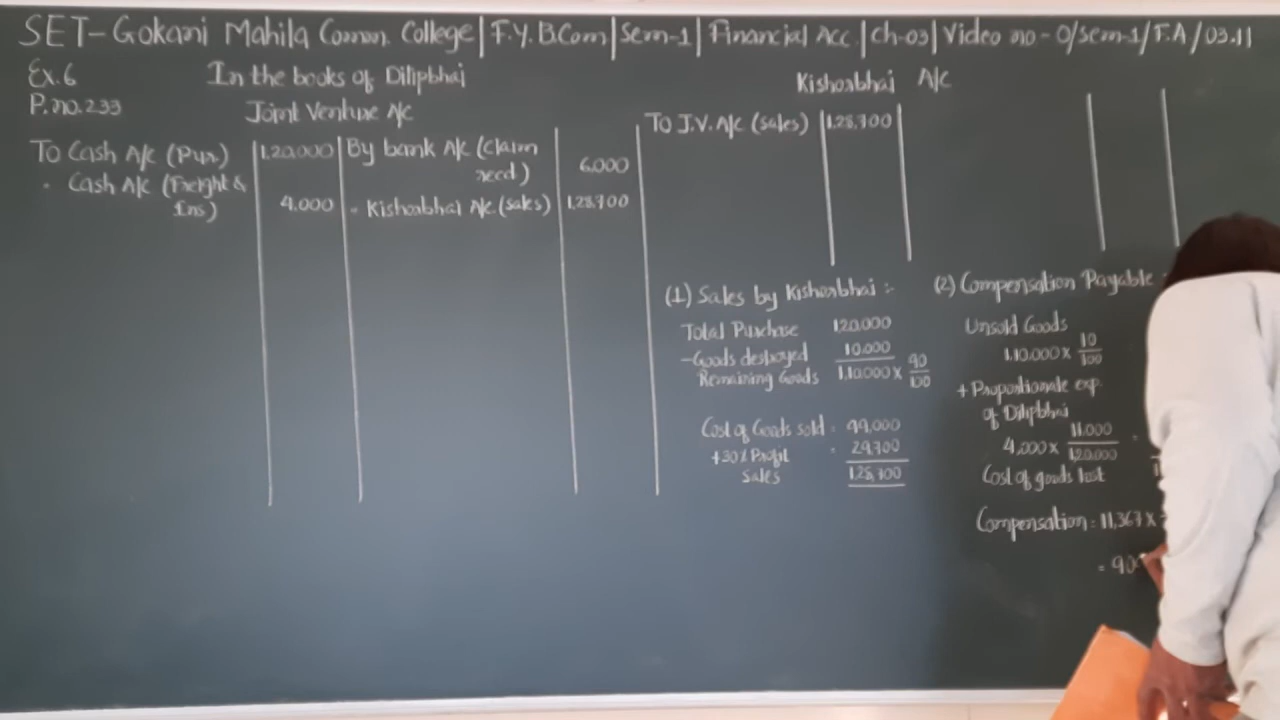 SET-Gokani Mahila Comm. College | F.Y. B.Com | Sem-1 | Financial Acc. | Ch-03 | Video no - 0/sem-1/F.A/03.11
Ex.6
P.no.233
In the books of Dilipbhai
Joint Venture A/c
To Cash A/c (Pur.) 1,20,000 By bank A/c (claim
recd) 6,000
" Cash A/c (Freight &
Ins) 4,000 " Kishorbhai A/c (sales) 1,28,700
Kishorbhai A/c
To J.V. A/c (sales) 1,28,700
(1) Sales by Kishorbhai :-
Total Purchase 1,20,000
- Goods destroyed 10,000
Remaining Goods 1,10,000 × 90/100
Cost of Goods sold = 99,000
+30% Profit = 29,700
Sales 1,28,700
(2) Compensation Payable
Unsold Goods
1,10,000 × 10/100
+ Proportionate exp.
of Dilipbhai
4,000 × 11,000/1,20,000 =
Cost of goods lost
Compensation = 11,367 ×
= 909